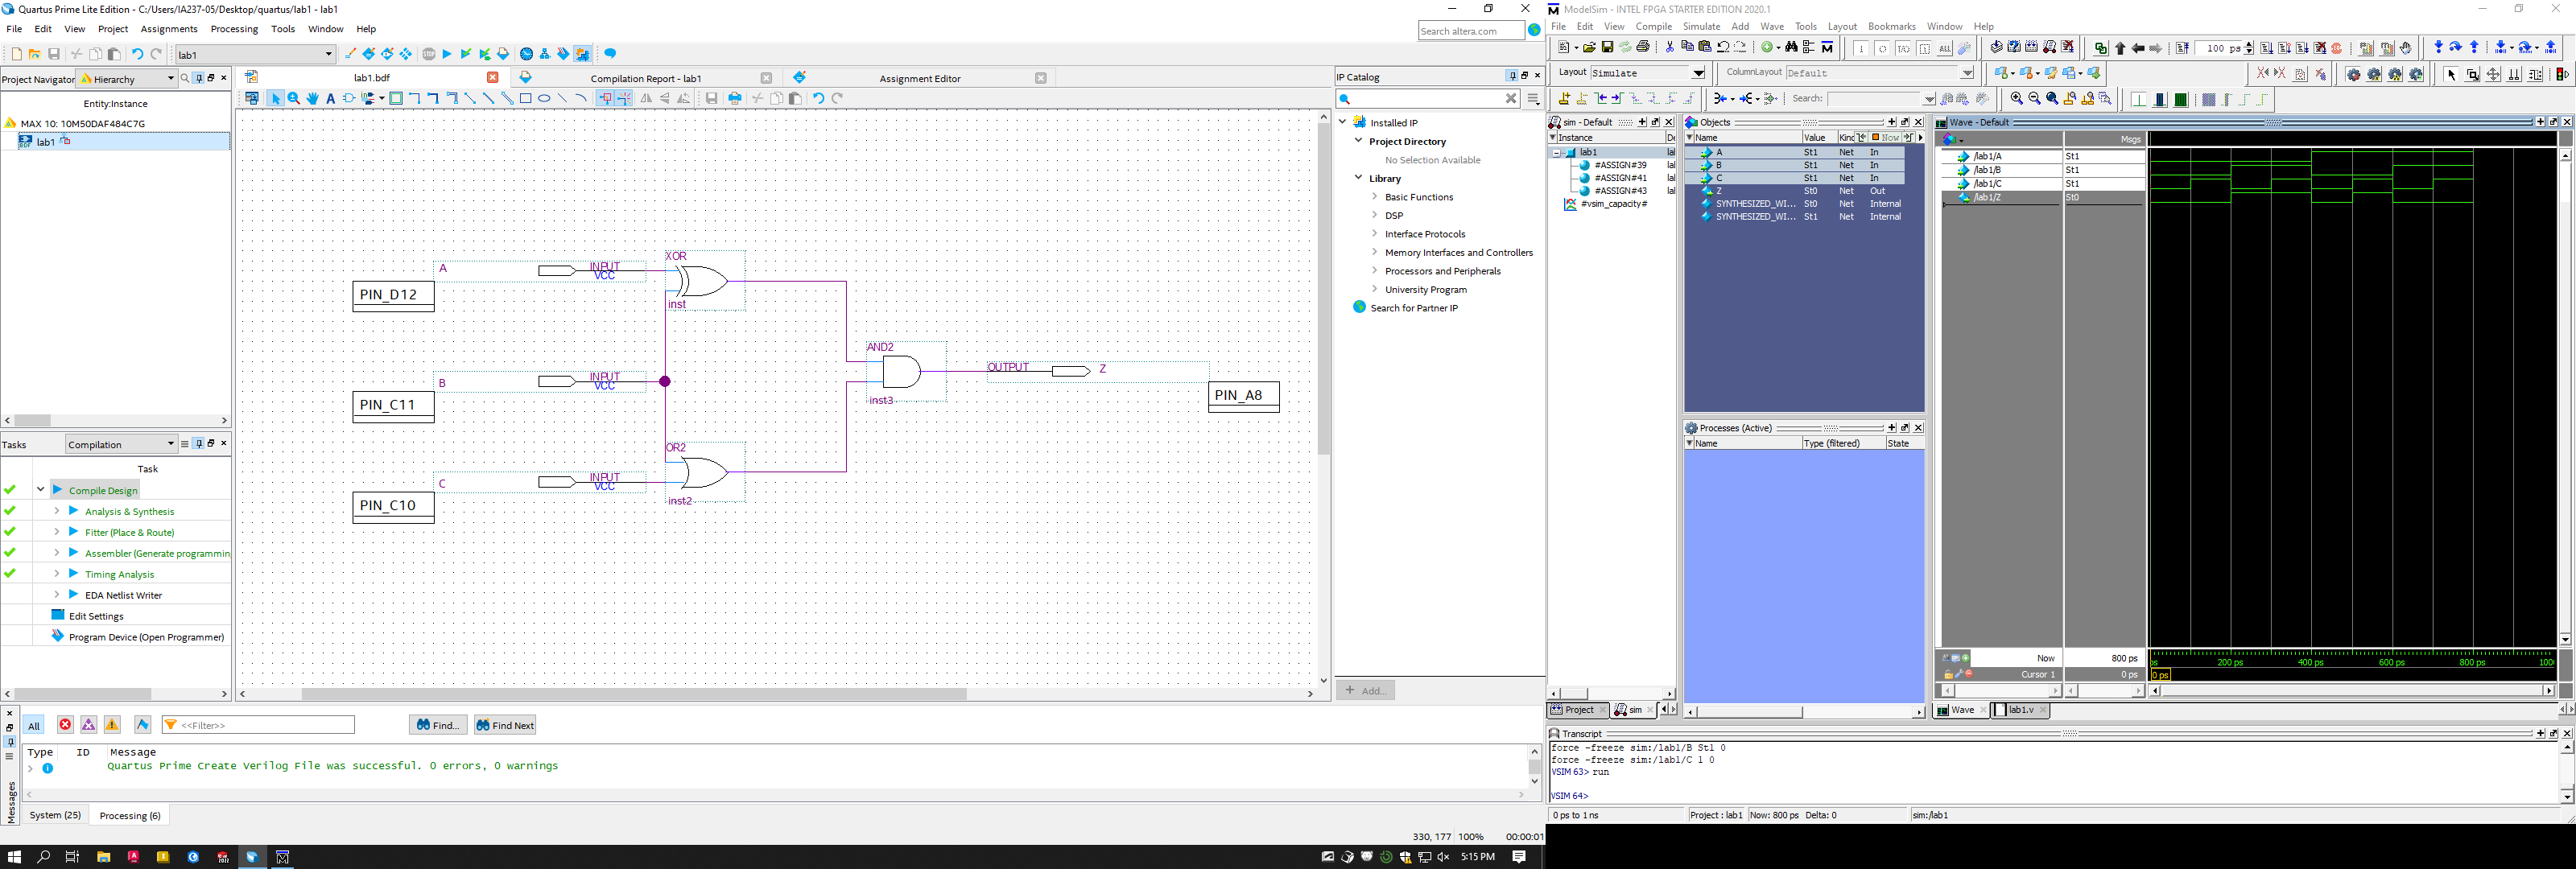 Quartus Prime Lite Edition - C:/Users/IA237-05/Desktop/quartus/lab1 - lab1
File Edit View Project Assignments Processing Tools Window Help
Search altera.com
lab1
Project Navigator Hierarchy
Entity:Instance
MAX 10: 10M50DAF484C7G
lab1
Tasks Compilation
Task
Compile Design
Analysis & Synthesis
Fitter (Place & Route)
Assembler (Generate programmin
Timing Analysis
EDA Netlist Writer
Edit Settings
Program Device (Open Programmer)
lab1.bdf Compilation Report - lab1 Assignment Editor
XOR
A INPUT VCC
PIN_D12
inst
AND2
B INPUT VCC
OUTPUT Z
PIN_C11
PIN_A8
inst3
OR2
C INPUT VCC
PIN_C10
inst2
IP Catalog
Installed IP
Project Directory
No Selection Available
Library
Basic Functions
DSP
Interface Protocols
Memory Interfaces and Controllers
Processors and Peripherals
University Program
Search for Partner IP
Add...
All <<Filter>> Find... Find Next
Type ID Message
Quartus Prime Create Verilog File was successful. 0 errors, 0 warnings
Messages
System (25) Processing (6)
330, 177 100% 00:00:01
5:15 PM
ModelSim - INTEL FPGA STARTER EDITION 2020.1
File Edit View Compile Simulate Add Wave Tools Layout Bookmarks Window Help
100 ps
Layout Simulate ColumnLayout Default
Search:
sim - Default
Instance
lab1
#ASSIGN#39
#ASSIGN#41
#ASSIGN#43
#vsim_capacity#
Objects
Name Value Kind Now
A St1 Net In
B St1 Net In
C St1 Net In
Z St0 Net Out
SYNTHESIZED_WI... St0 Net Internal
SYNTHESIZED_WI... St1 Net Internal
Processes (Active)
Name Type (filtered) State
Wave - Default
Msgs
/lab1/A St1
/lab1/B St1
/lab1/C St1
/lab1/Z St0
Now 800 ps
200 ps 400 ps 600 ps 800 ps
Cursor 1 0 ps
0 ps
Project sim
Wave lab1.v
Transcript
force -freeze sim:/lab1/B St1 0
force -freeze sim:/lab1/C 1 0
VSIM 63> run
VSIM 64>
0 ps to 1 ns Project : lab1 Now: 800 ps Delta: 0 sim:/lab1